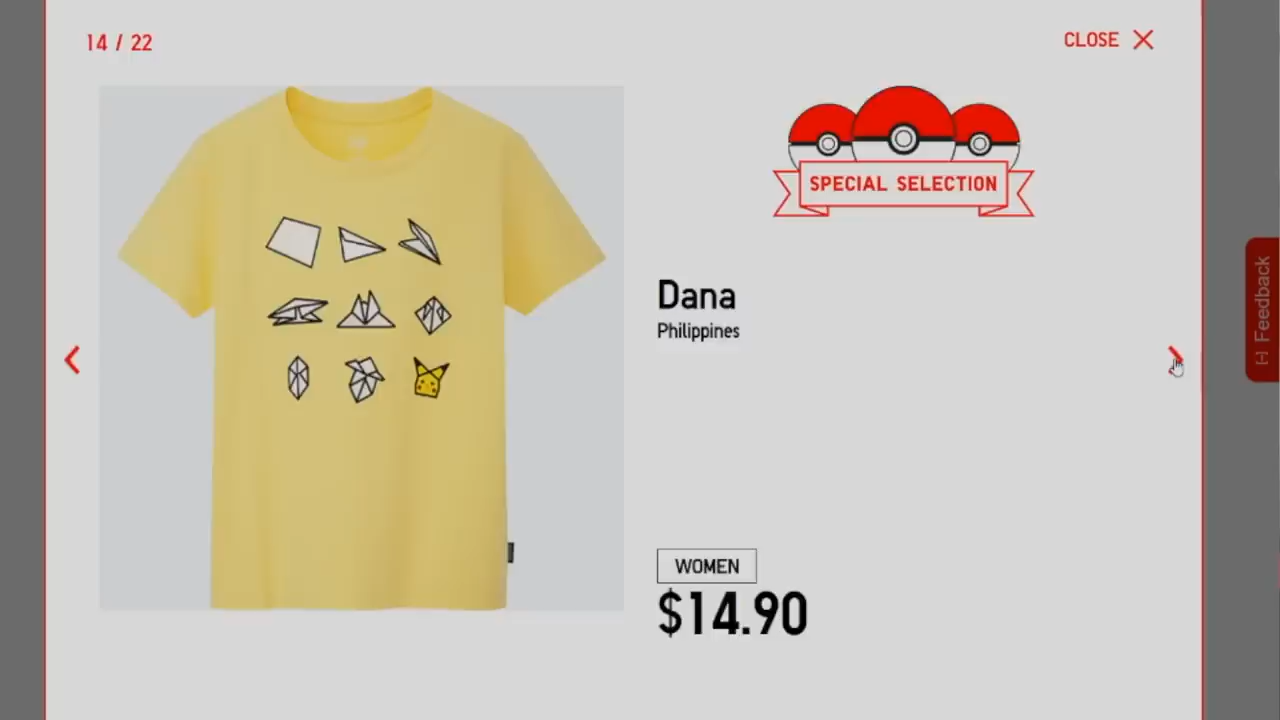 14 / 22
CLOSE
SPECIAL SELECTION
Dana
Philippines
[-] Feedback
WOMEN
$14.90